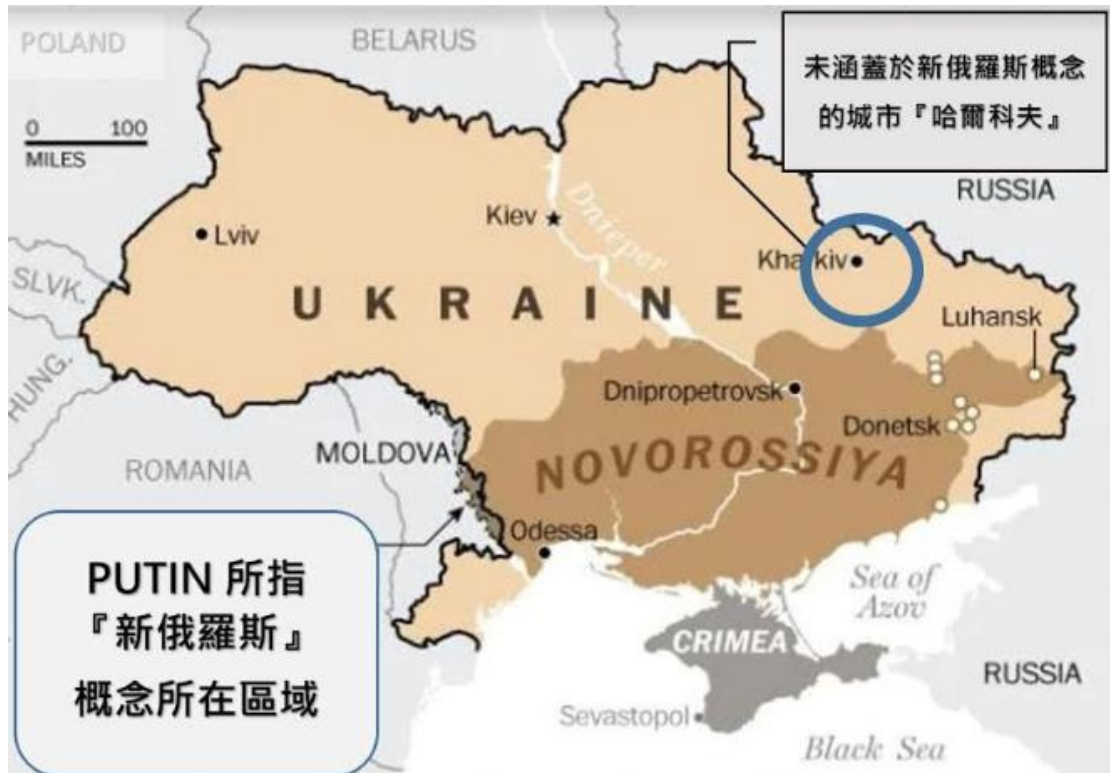 POLAND
BELARUS
未涵蓋於新俄羅斯概念
的城市『哈爾科夫』
0 100
MILES
RUSSIA
Lviv
Kiev
Dnieper
Kharkiv
SLVK.
UKRAINE
Luhansk
HUNG.
Dnipropetrovsk
Donetsk
MOLDOVA
ROMANIA
NOVOROSSIYA
Odessa
PUTIN 所指
『新俄羅斯』
概念所在區域
Sea of
Azov
CRIMEA
RUSSIA
Sevastopol
Black Sea